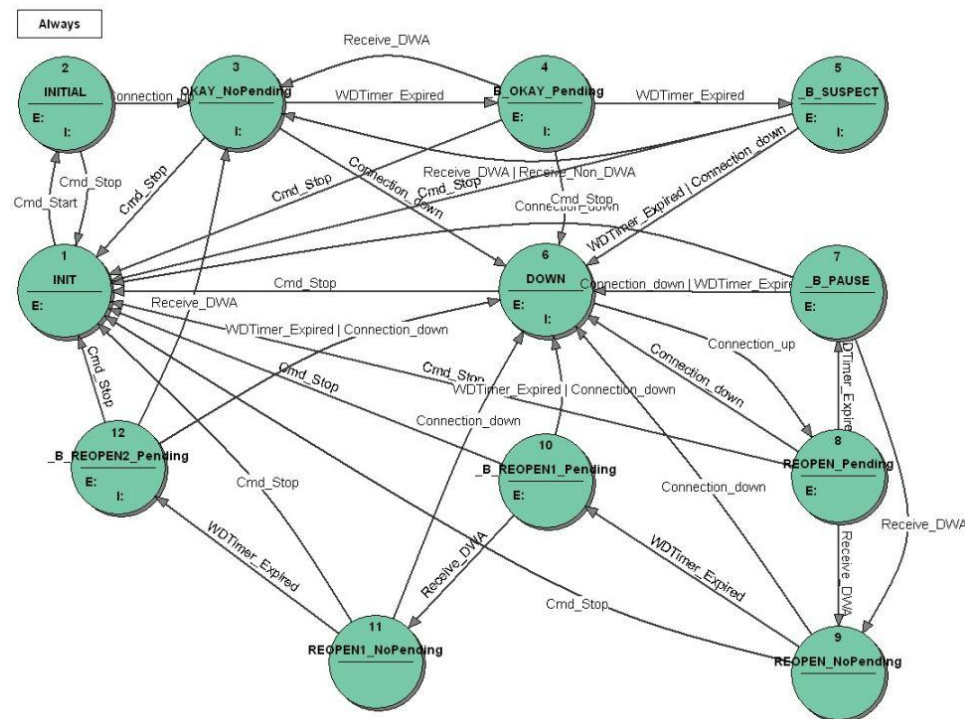 Always
2
INITIAL
E:
I:
3
OKAY_NoPending
E:
I:
4
B_OKAY_Pending
E:
I:
5
_B_SUSPECT
E:
I:
Receive_DWA
WDTimer_Expired
WDTimer_Expired
Cmd_Stop
Cmd_Start
Cmd_Stop
Connection_down
Cmd_Stop
Receive_DWA | Receive_Non_DWA
Cmd_Stop
Cmd_Stop
Connection_down
WDTimer_Expired | Connection_down
1
INIT
E:
6
DOWN
E:
I:
7
_B_PAUSE
E:
Cmd_Stop
Connection_down | WDTimer_Expire
Receive_DWA
WDTimer_Expired | Connection_down
Connection_up
Connection_down
Cmd_Stop
Cmd_Stop
WDTimer_Expired | Connection_down
DTimer_Expire
Cmd_Stop
Connection_down
12
_B_REOPEN2_Pending
E:
I:
10
_B_REOPEN1_Pending
E:
8
REOPEN_Pending
E:
Cmd_Stop
Connection_down
Receive_DWA
WDTimer_Expired
Receive_DWA
WDTimer_Expired
Receive_DWA
Cmd_Stop
11
REOPEN1_NoPending
9
REOPEN_NoPending